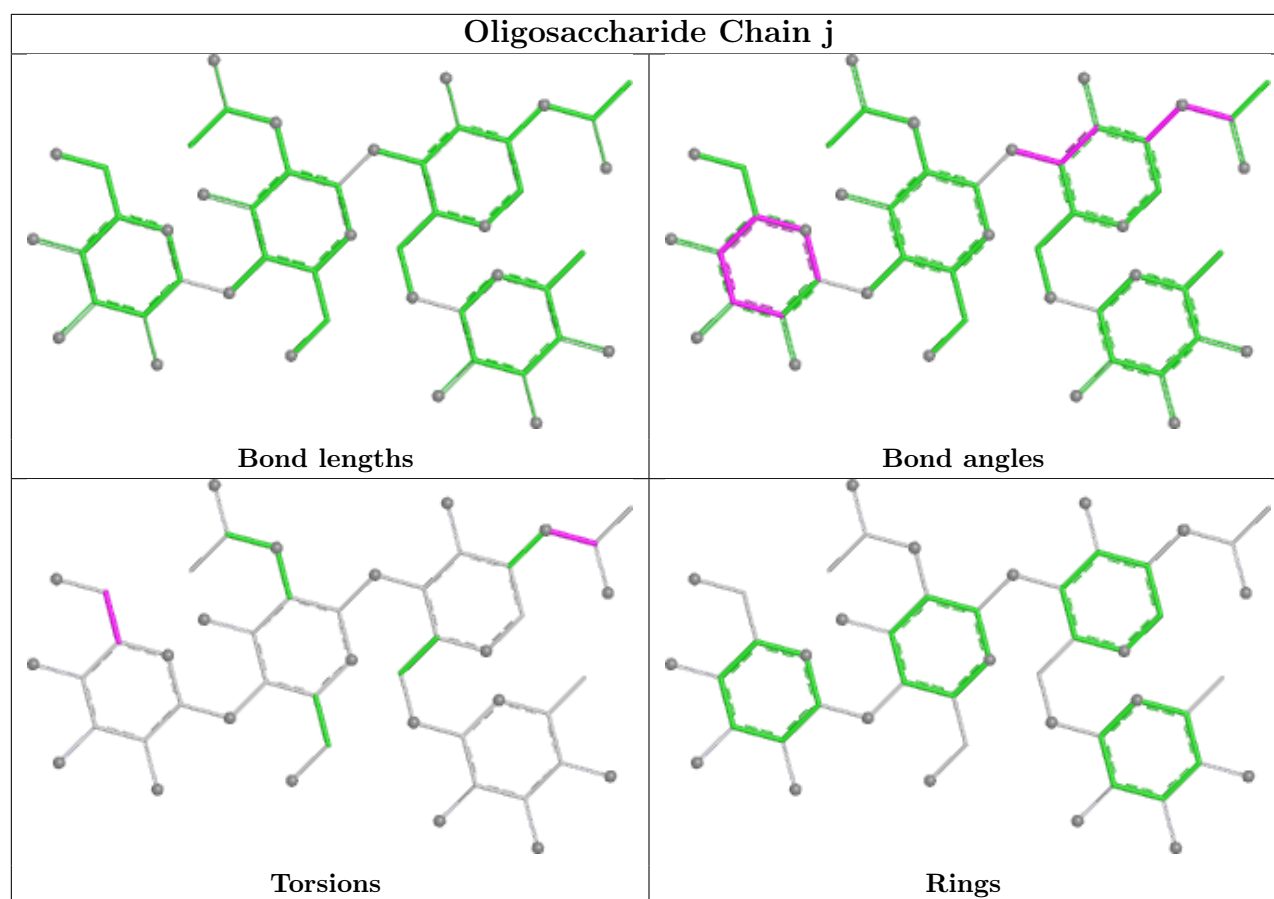 Oligosaccharide Chain j
Bond lengths
Bond angles
Torsions
Rings